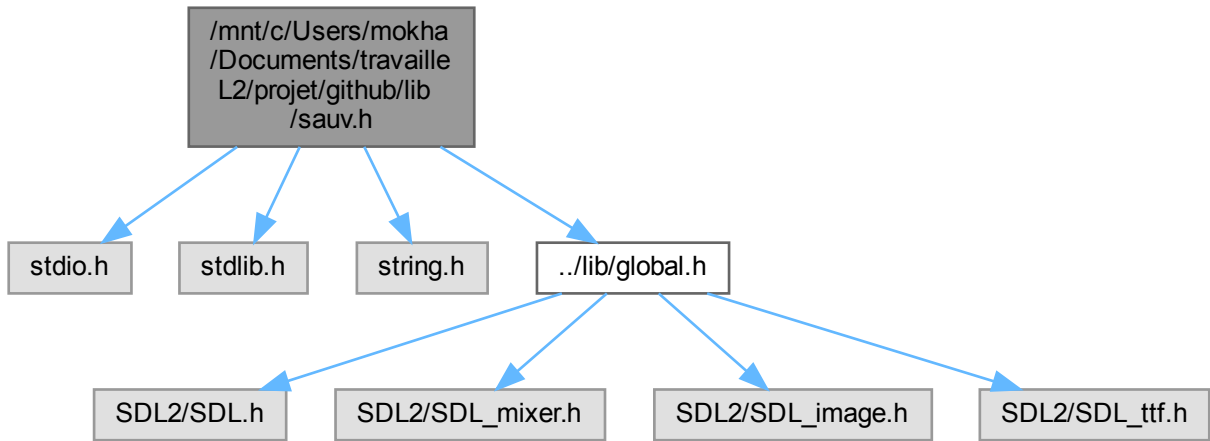 /mnt/c/Users/mokha
/Documents/travaille
L2/projet/github/lib
/sauv.h
stdio.h
stdlib.h
string.h
../lib/global.h
SDL2/SDL.h
SDL2/SDL_mixer.h
SDL2/SDL_image.h
SDL2/SDL_ttf.h